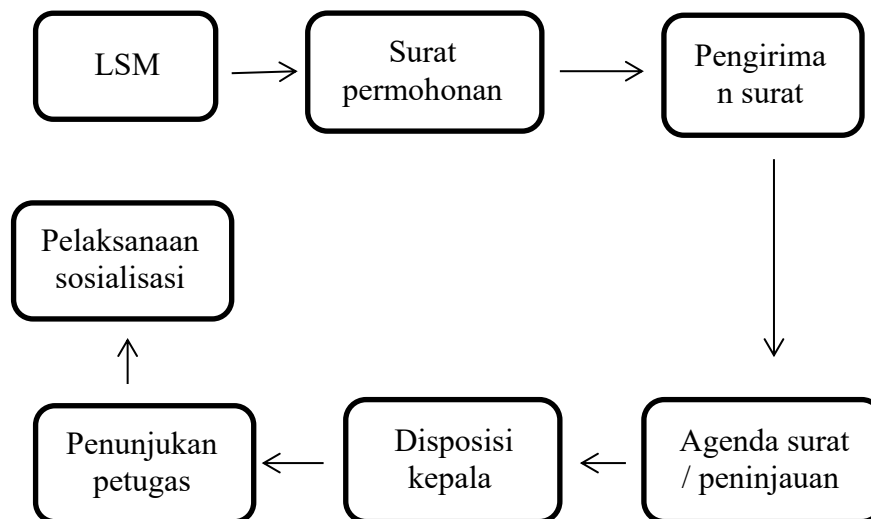 LSM
Surat
permohonan
Pengirima
n surat
Pelaksanaan
sosialisasi
Penunjukan
petugas
Disposisi
kepala
Agenda surat
/ peninjauan